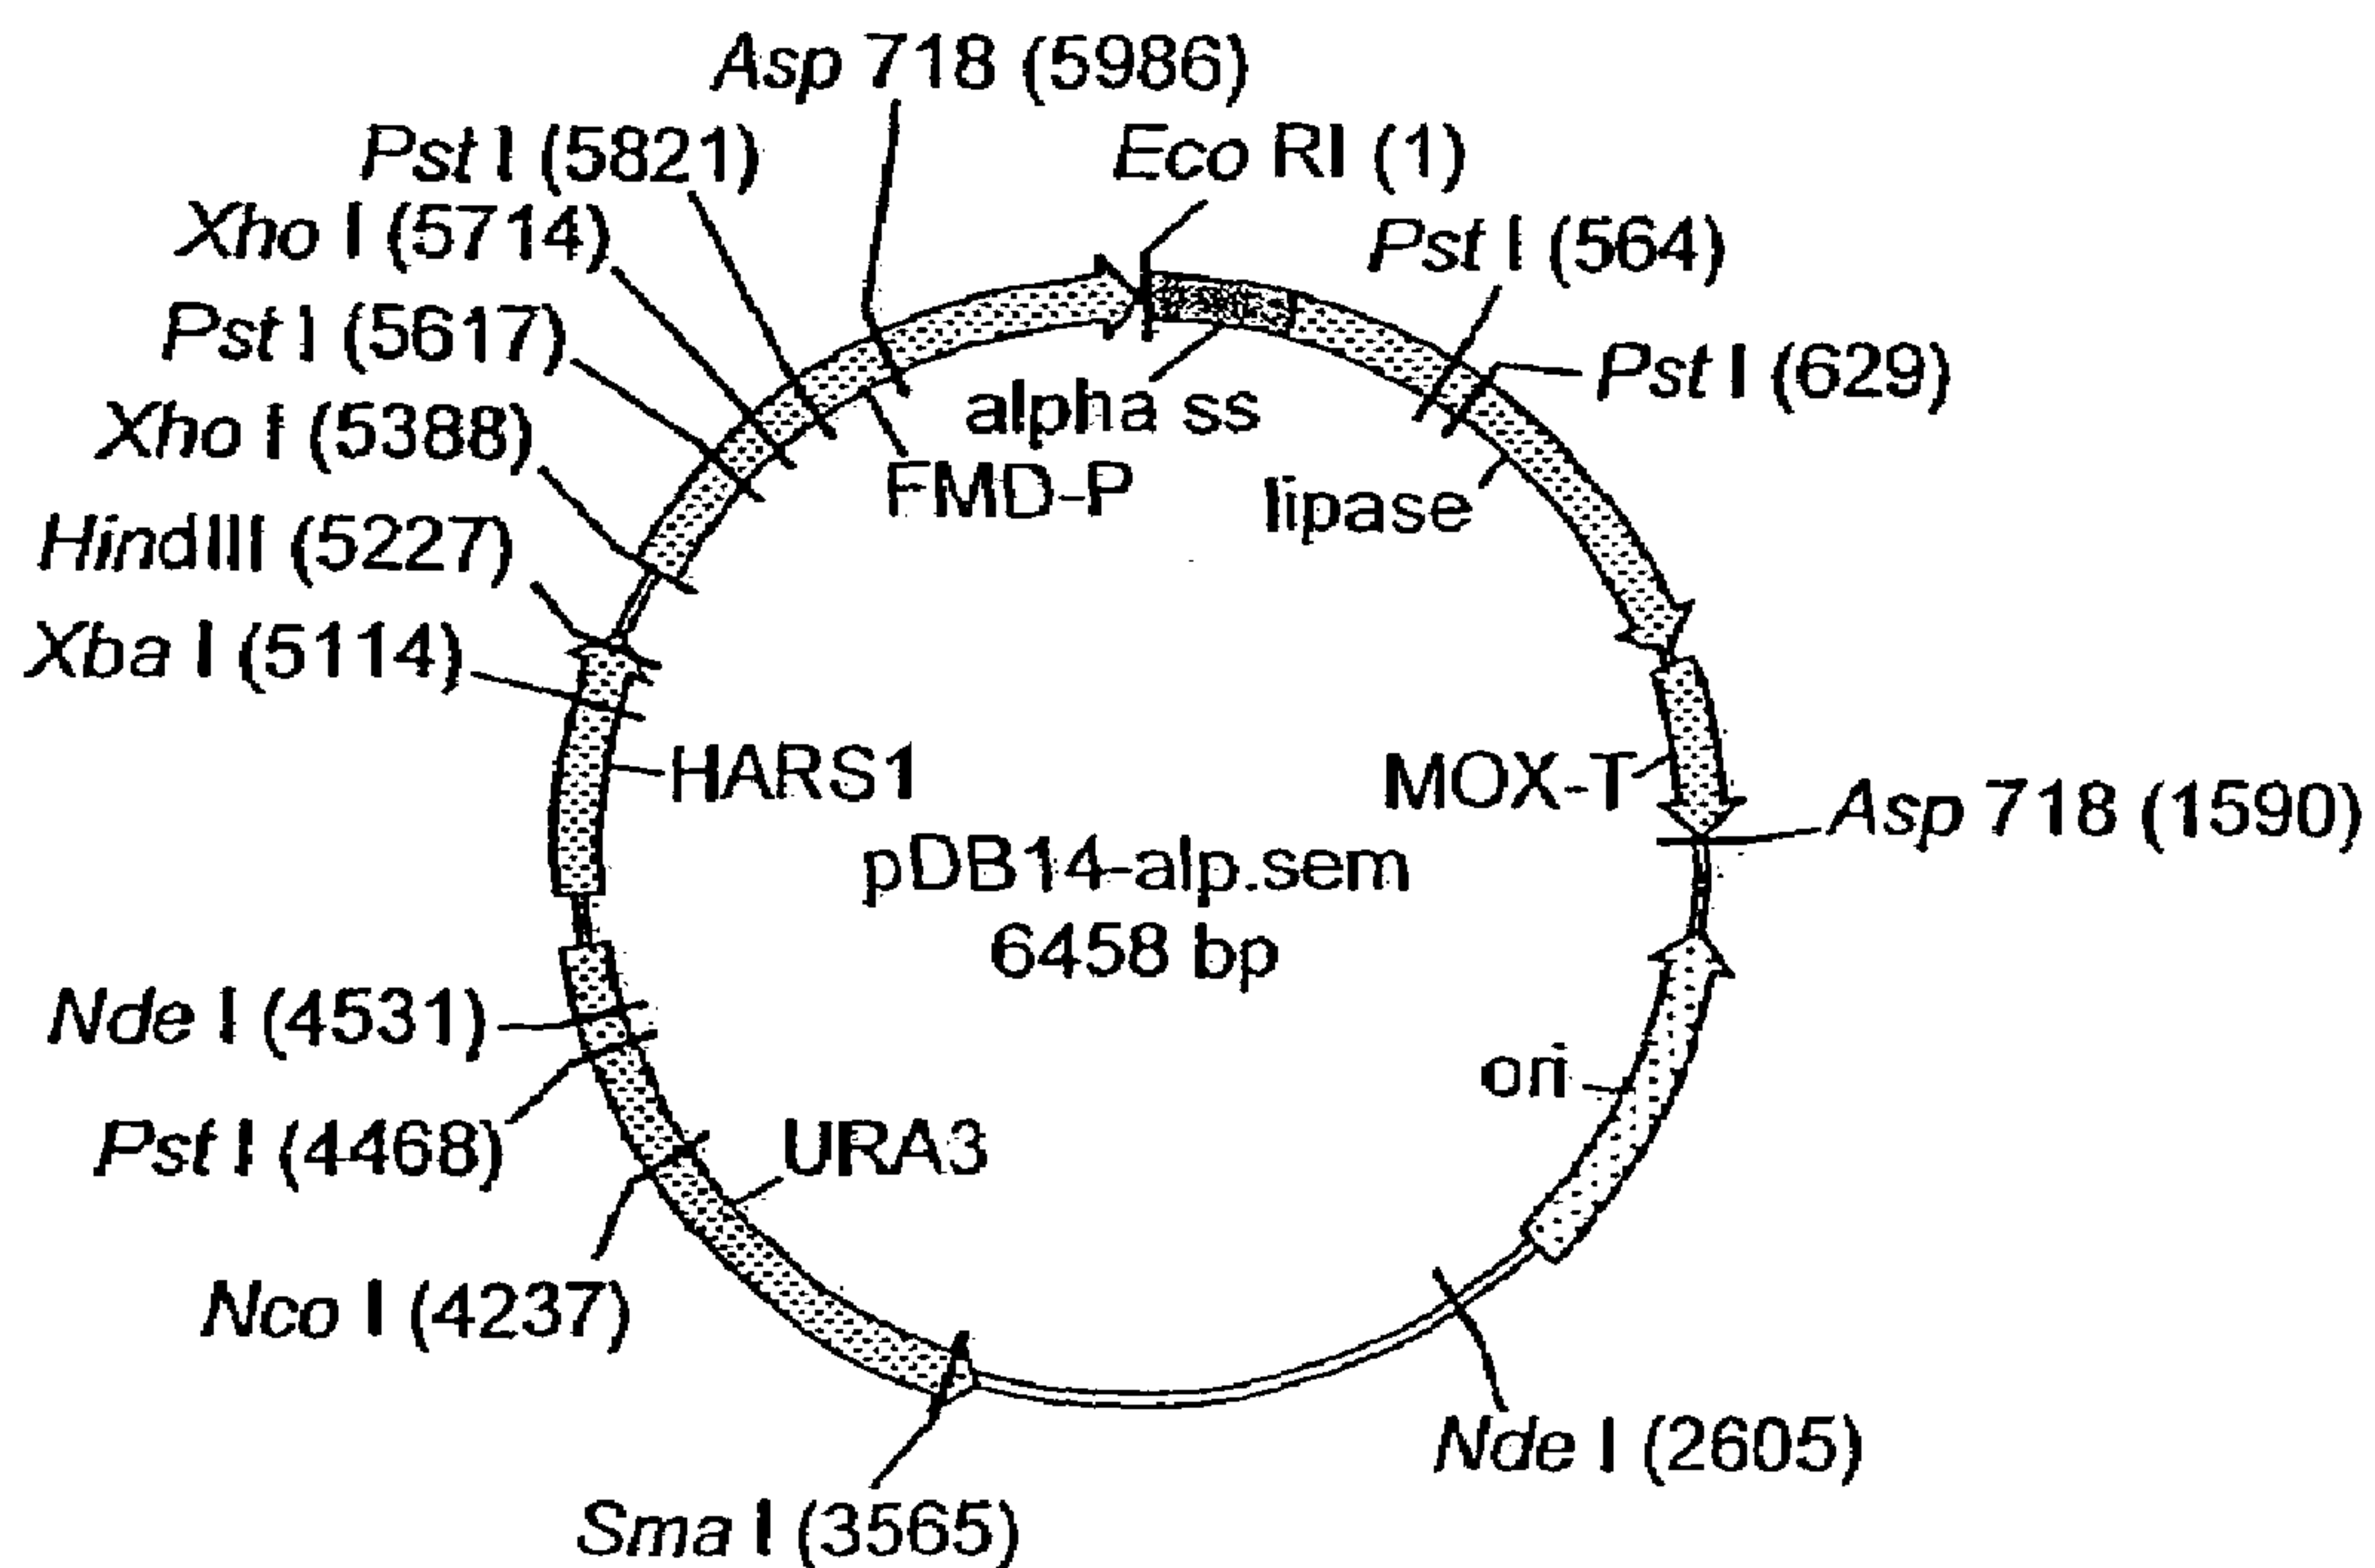 Asp 718 (5986)
Pst I (5821)
Eco RI (1)
Xho I (5714)
Pst I (564)
Pst I (5617)
Pst I (629)
Xho I (5388)
alpha ss
FMD-P
lipase
HindIII (5227)
Xba I (5114)
HARS1
MOX-T
Asp 718 (1590)
pDB14-alp.sem
6458 bp
Nde I (4531)
ori
Pst I (4468)
URA3
Nco I (4237)
Nde I (2605)
Sma I (3565)